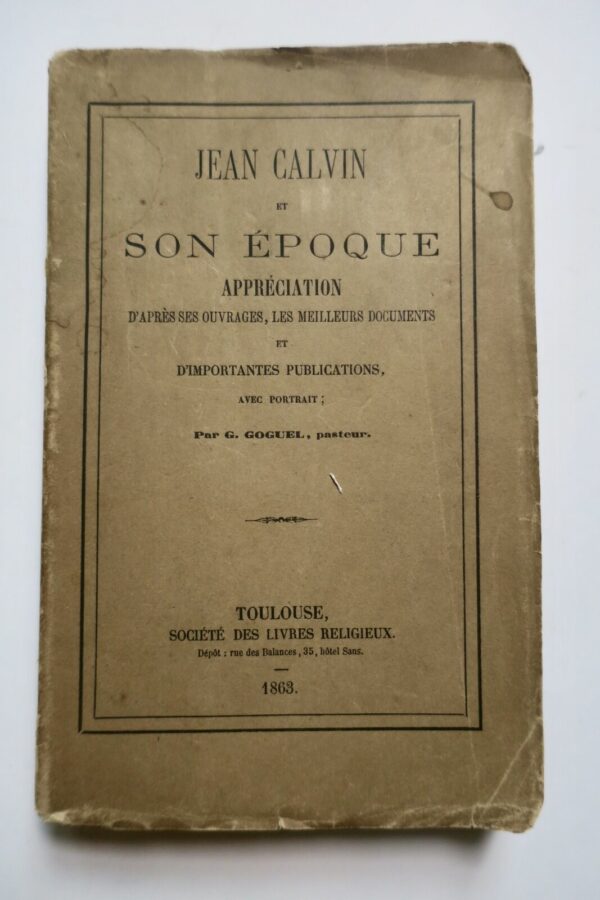 JEAN CALVIN
ET
SON ÉPOQUE
APPRÉCIATION
D'APRÈS SES OUVRAGES, LES MEILLEURS DOCUMENTS
ET
D'IMPORTANTES PUBLICATIONS,
AVEC PORTRAIT;
Par G. GOGUEL, pasteur.
TOULOUSE,
SOCIÉTÉ DES LIVRES RELIGIEUX.
Dépôt : rue des Balances, 35, hôtel Sans.
1863.